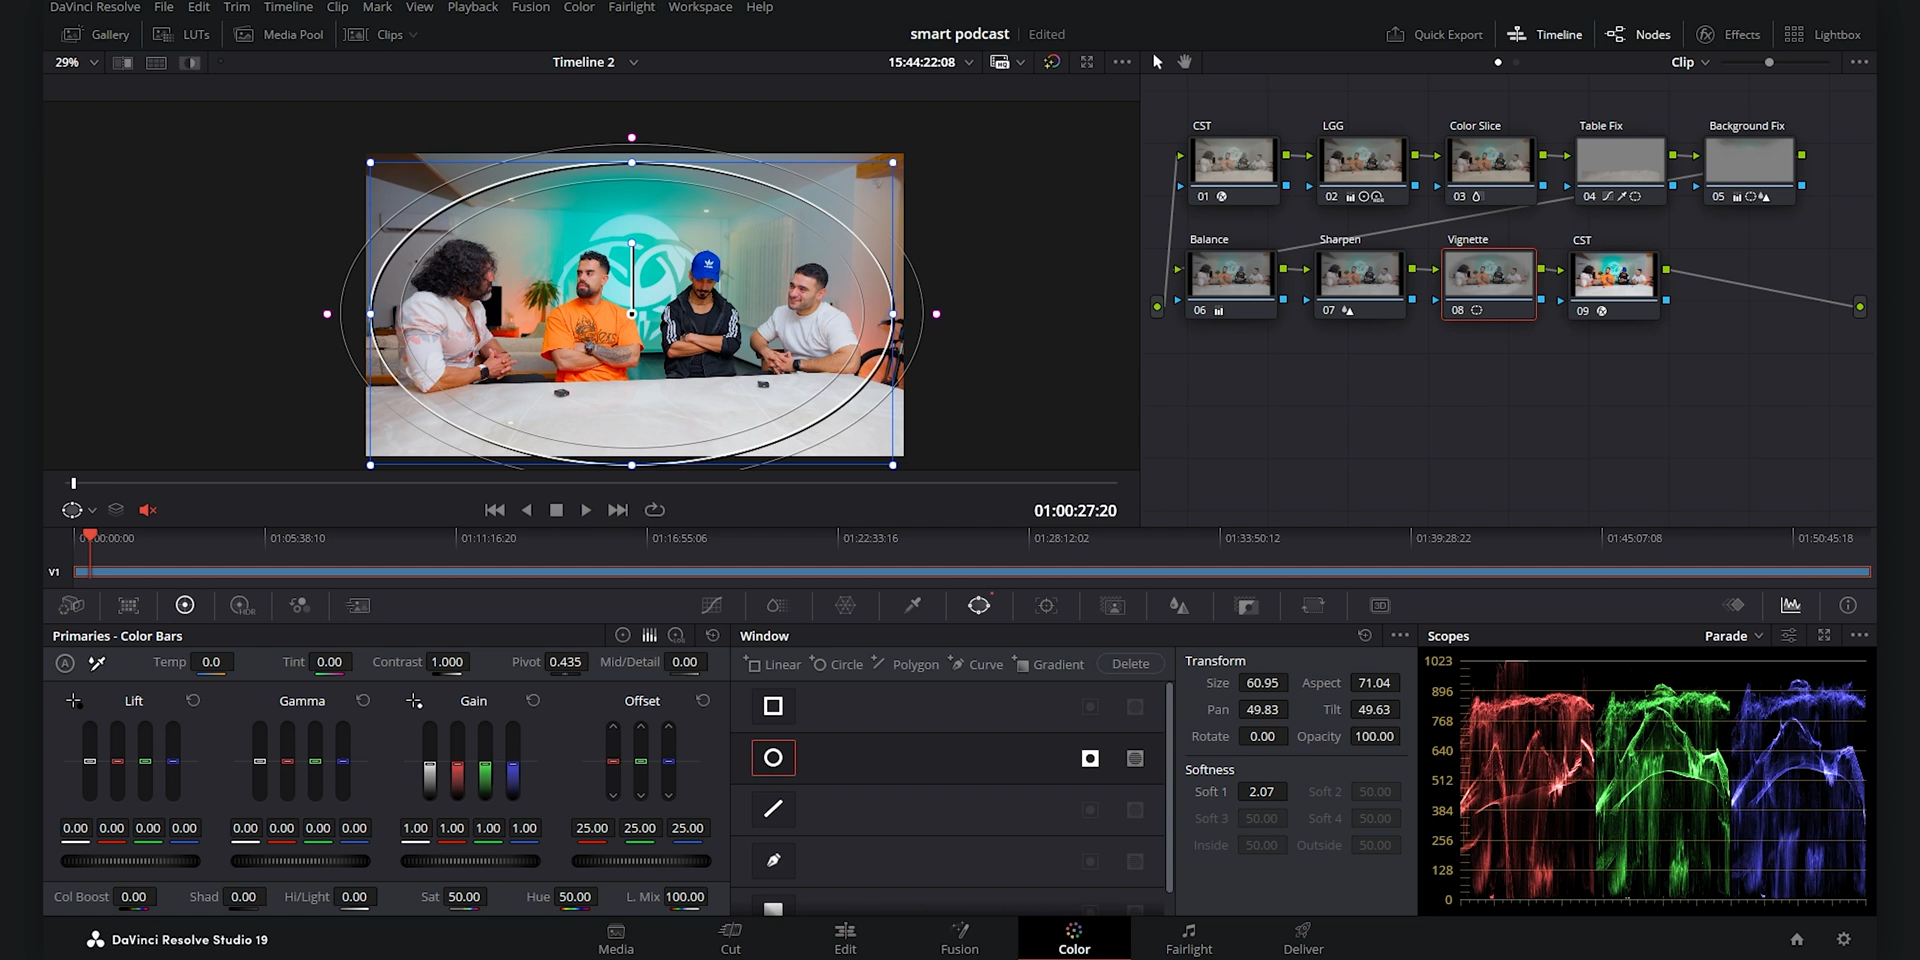 DaVinci Resolve File Edit Trim Timeline Clip Mark View Playback Fusion Color Fairlight Workspace Help
Gallery LUTs Media Pool Clips smart podcast Edited Quick Export Timeline Nodes Effects Lightbox
29% Timeline 2 15:44:22:08 Clip
CST LGG Color Slice Table Fix Background Fix
01 02 HDR 03 04 05
Balance Sharpen Vignette CST
06 07 08 09
01:00:27:20
00:00:00 01:05:38:10 01:11:16:20 01:16:55:06 01:22:33:16 01:28:12:02 01:33:50:12 01:39:28:22 01:45:07:08 01:50:45:18
V1
HDR 3D
Primaries - Color Bars LOG Window Scopes Parade
A Temp 0.0 Tint 0.00 Contrast 1.000 Pivot 0.435 Mid/Detail 0.00
Linear Circle Polygon Curve Gradient Delete
Lift Gamma Gain Offset
0.00 0.00 0.00 0.00 0.00 0.00 0.00 0.00 1.00 1.00 1.00 1.00 25.00 25.00 25.00
Col Boost 0.00 Shad 0.00 Hi/Light 0.00 Sat 50.00 Hue 50.00 L. Mix 100.00
Transform
Size 60.95 Aspect 71.04
Pan 49.83 Tilt 49.63
Rotate 0.00 Opacity 100.00
Softness
Soft 1 2.07 Soft 2 50.00
Soft 3 50.00 Soft 4 50.00
Inside 50.00 Outside 50.00
1023
896
768
640
512
384
256
128
0
DaVinci Resolve Studio 19 Media Cut Edit Fusion Color Fairlight Deliver